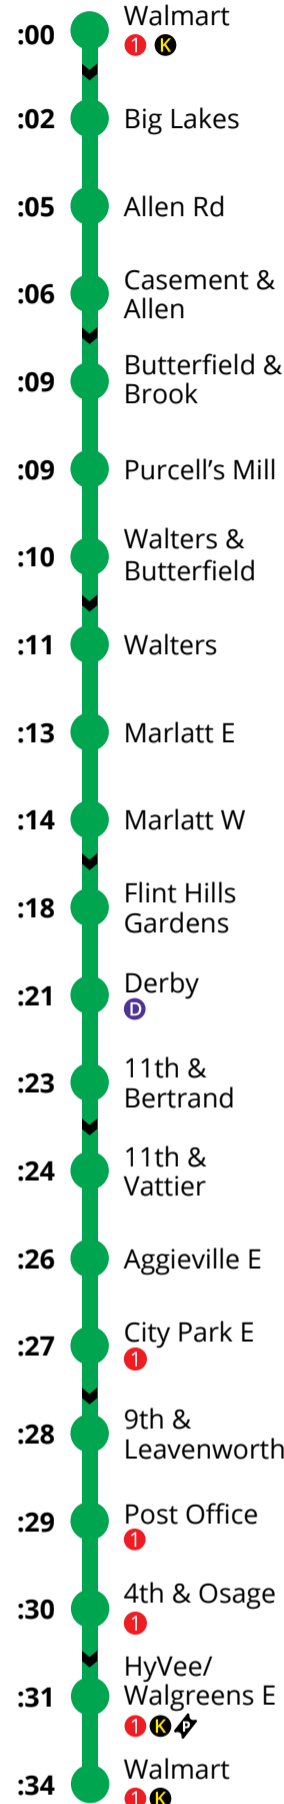 :00 Walmart
1 K
:02 Big Lakes
:05 Allen Rd
:06 Casement &
Allen
:09 Butterfield &
Brook
:09 Purcell's Mill
:10 Walters &
Butterfield
:11 Walters
:13 Marlatt E
:14 Marlatt W
:18 Flint Hills
Gardens
:21 Derby
D
:23 11th &
Bertrand
:24 11th &
Vattier
:26 Aggieville E
:27 City Park E
1
:28 9th &
Leavenworth
:29 Post Office
1
:30 4th & Osage
1
:31 HyVee/
Walgreens E
1 K P
:34 Walmart
1 K